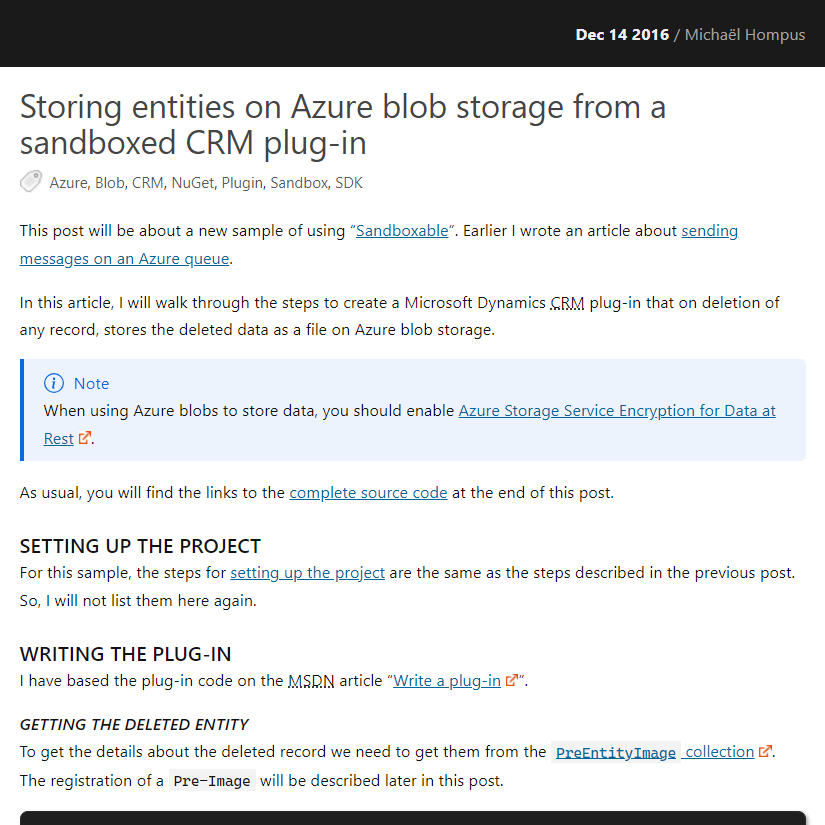 Dec 14 2016 / Michaël Hompus
Storing entities on Azure blob storage from a
sandboxed CRM plug-in
Azure, Blob, CRM, NuGet, Plugin, Sandbox, SDK
This post will be about a new sample of using “Sandboxable”. Earlier I wrote an article about sending
messages on an Azure queue.
In this article, I will walk through the steps to create a Microsoft Dynamics CRM plug-in that on deletion of
any record, stores the deleted data as a file on Azure blob storage.
Note
When using Azure blobs to store data, you should enable Azure Storage Service Encryption for Data at
Rest.
As usual, you will find the links to the complete source code at the end of this post.
SETTING UP THE PROJECT
For this sample, the steps for setting up the project are the same as the steps described in the previous post.
So, I will not list them here again.
WRITING THE PLUG-IN
I have based the plug-in code on the MSDN article “Write a plug-in”.
GETTING THE DELETED ENTITY
To get the details about the deleted record we need to get them from the PreEntityImage collection.
The registration of a Pre-Image will be described later in this post.